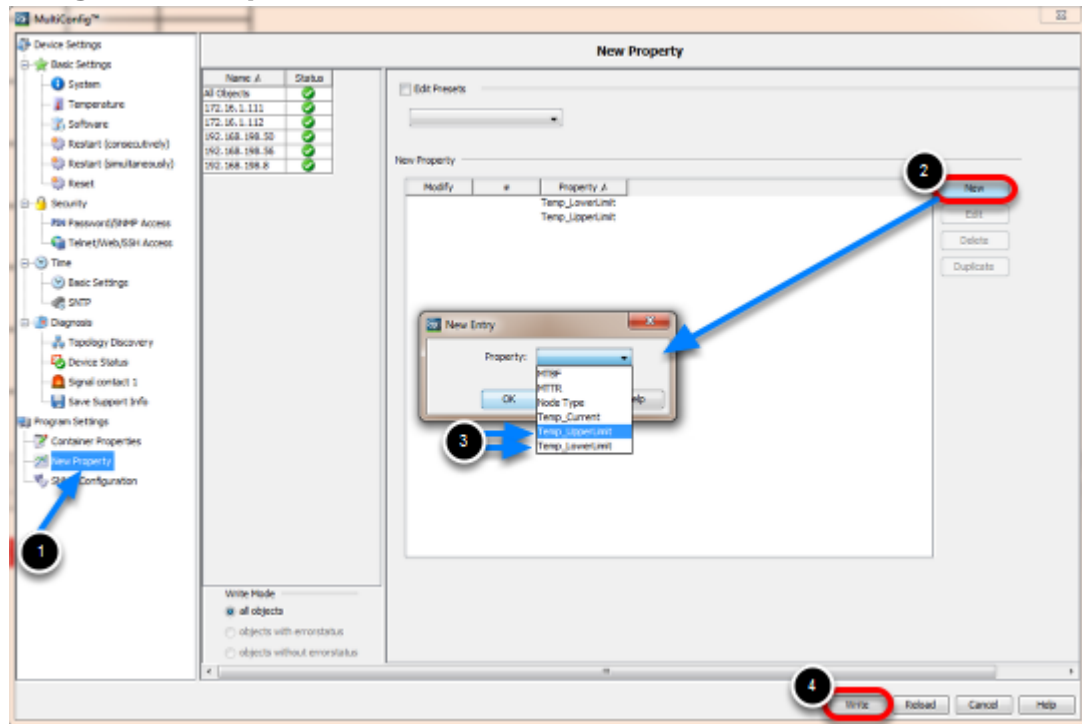 MultiConfig™
Device Settings
Basic Settings
System
Temperature
Software
Restart (consecutively)
Restart (simultaneously)
Reset
Security
Password/SNMP Access
Telnet/Web/SSH Access
Time
Basic Settings
SNTP
Diagnosis
Topology Discovery
Device Status
Signal contact 1
Save Support Info
Program Settings
Container Properties
New Property
Configuration
1
Name Status
All Objects
172.16.1.111
172.16.1.112
192.168.198.50
192.168.198.56
192.168.198.8
Write Mode
all objects
objects with errorstatus
objects without errorstatus
New Property
Edit Presets
New Property
Modify # Property
Temp_LowerLimit
Temp_UpperLimit
2
New
Edit
Delete
Duplicate
New Entry
Property:
MTBF
MTTR
Node Type
Temp_Current
Temp_UpperLimit
Temp_LowerLimit
OK
3
4
Write Reload Cancel Help